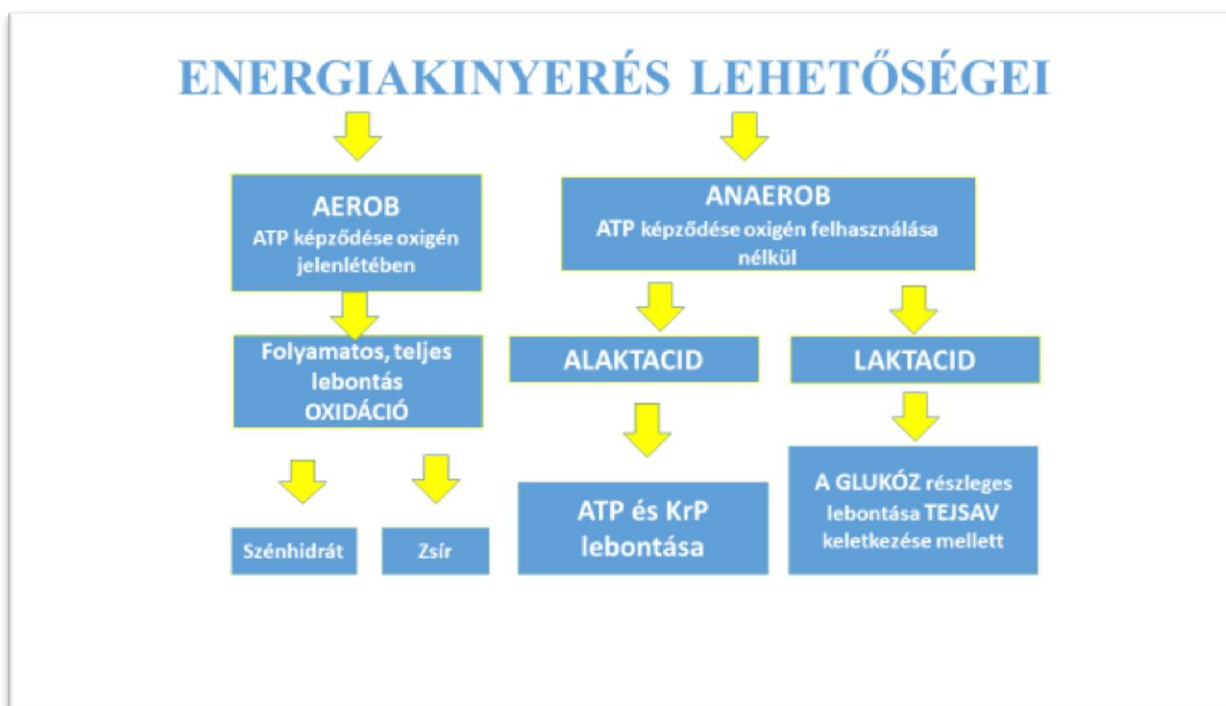 ENERGIAKINYERÉS LEHETŐSÉGEI
AEROB
ATP képződése oxigén
jelenlétében
ANAEROB
ATP képződése oxigén felhasználása
nélkül
Folyamatos, teljes
lebontás
OXIDÁCIÓ
ALAKTACID
LAKTACID
Szénhidrát
Zsír
ATP és KrP
lebontása
A GLUKÓZ részleges
lebontása TEJSAV
keletkezése mellett